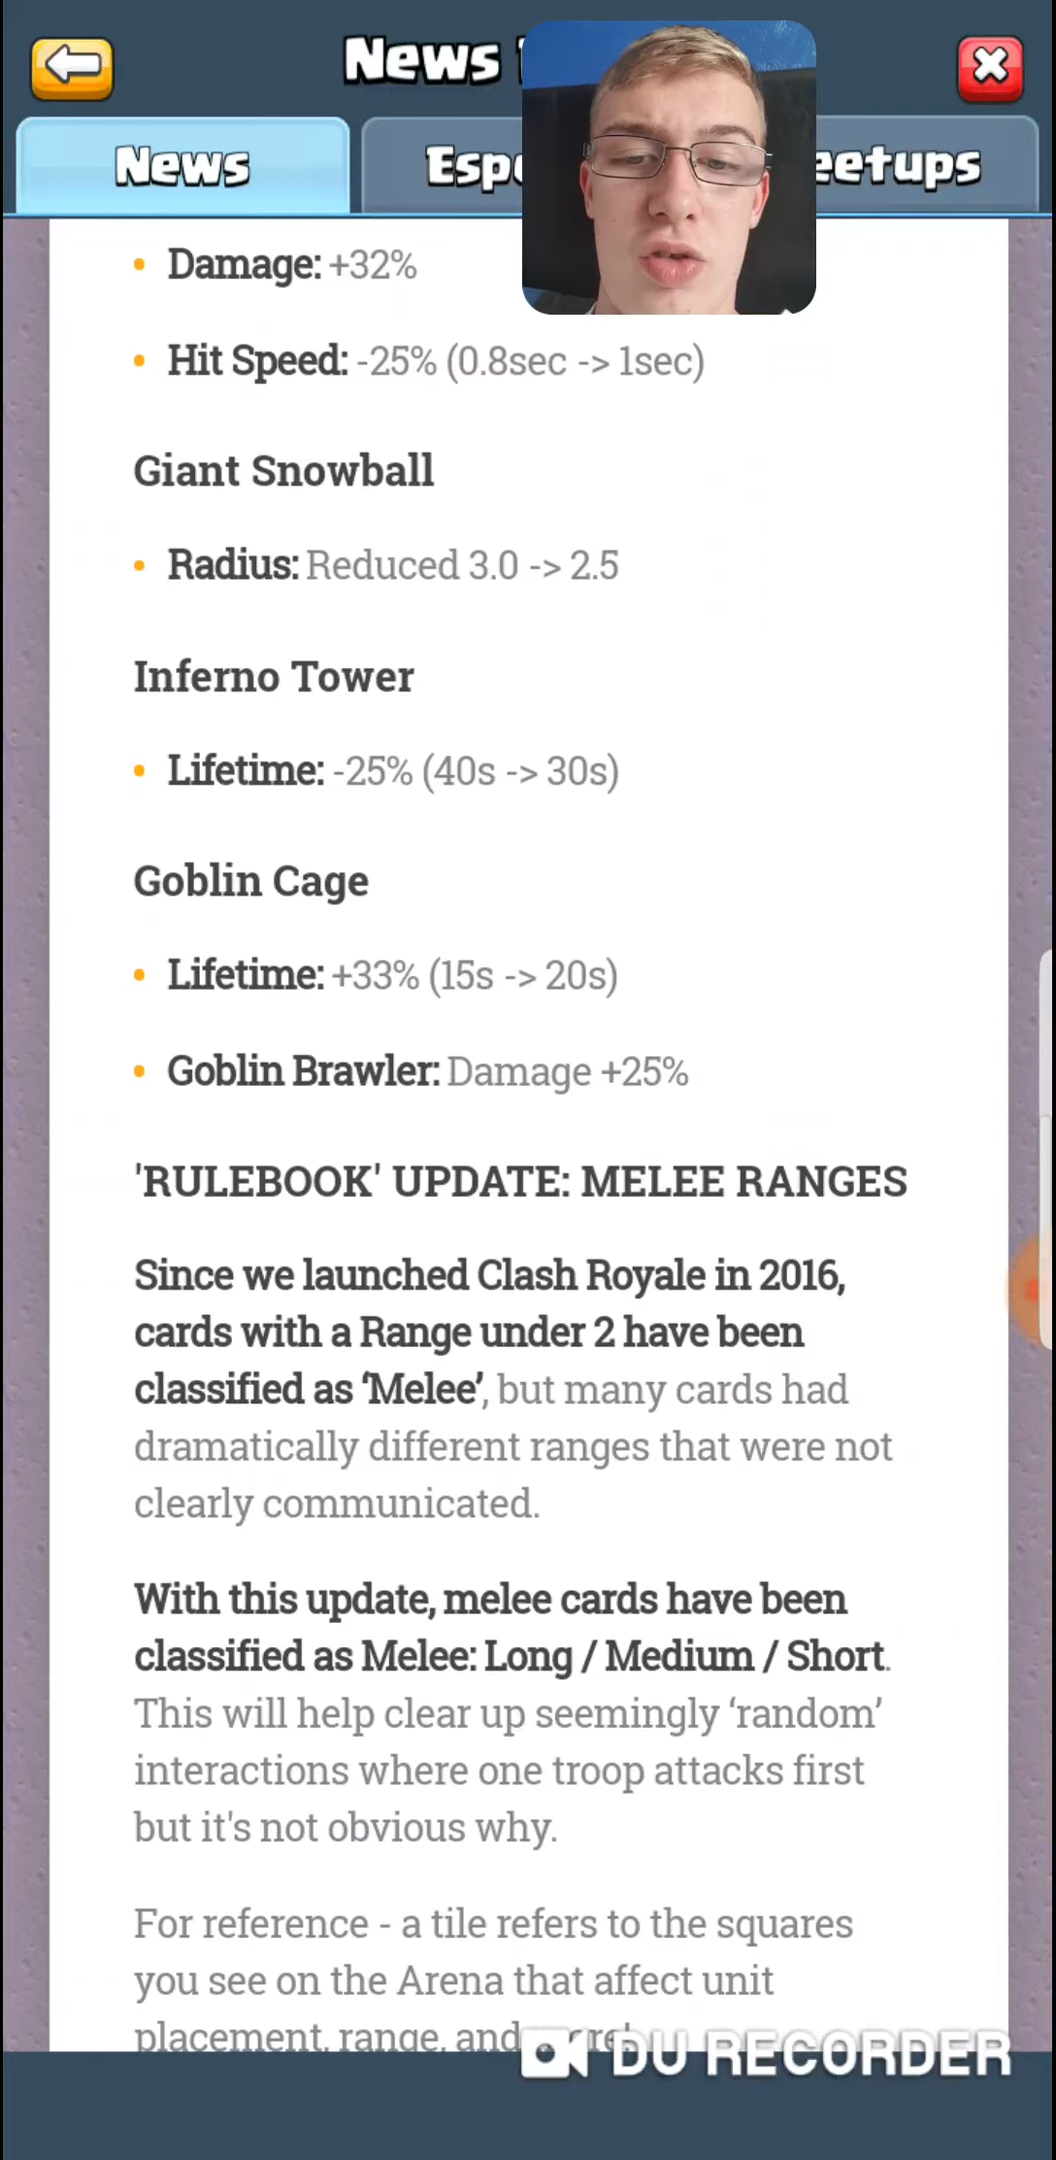 News
News
Esp
eetups
• Damage: +32%
• Hit Speed: -25% (0.8sec -> 1sec)
Giant Snowball
• Radius: Reduced 3.0 -> 2.5
Inferno Tower
• Lifetime: -25% (40s -> 30s)
Goblin Cage
• Lifetime: +33% (15s -> 20s)
• Goblin Brawler: Damage +25%
'RULEBOOK' UPDATE: MELEE RANGES
Since we launched Clash Royale in 2016,
cards with a Range under 2 have been
classified as ‘Melee’, but many cards had
dramatically different ranges that were not
clearly communicated.
With this update, melee cards have been
classified as Melee: Long / Medium / Short.
This will help clear up seemingly ‘random’
interactions where one troop attacks first
but it's not obvious why.
For reference - a tile refers to the squares
you see on the Arena that affect unit
placement, range, and
DU RECORDER